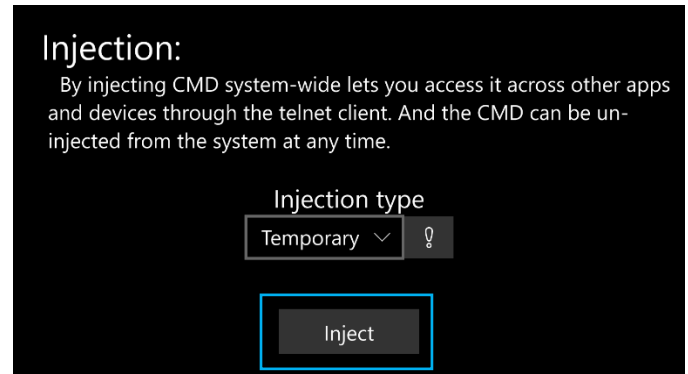 Injection:
By injecting CMD system-wide lets you access it across other apps
and devices through the telnet client. And the CMD can be un-
injected from the system at any time.
Injection type
Temporary
Inject